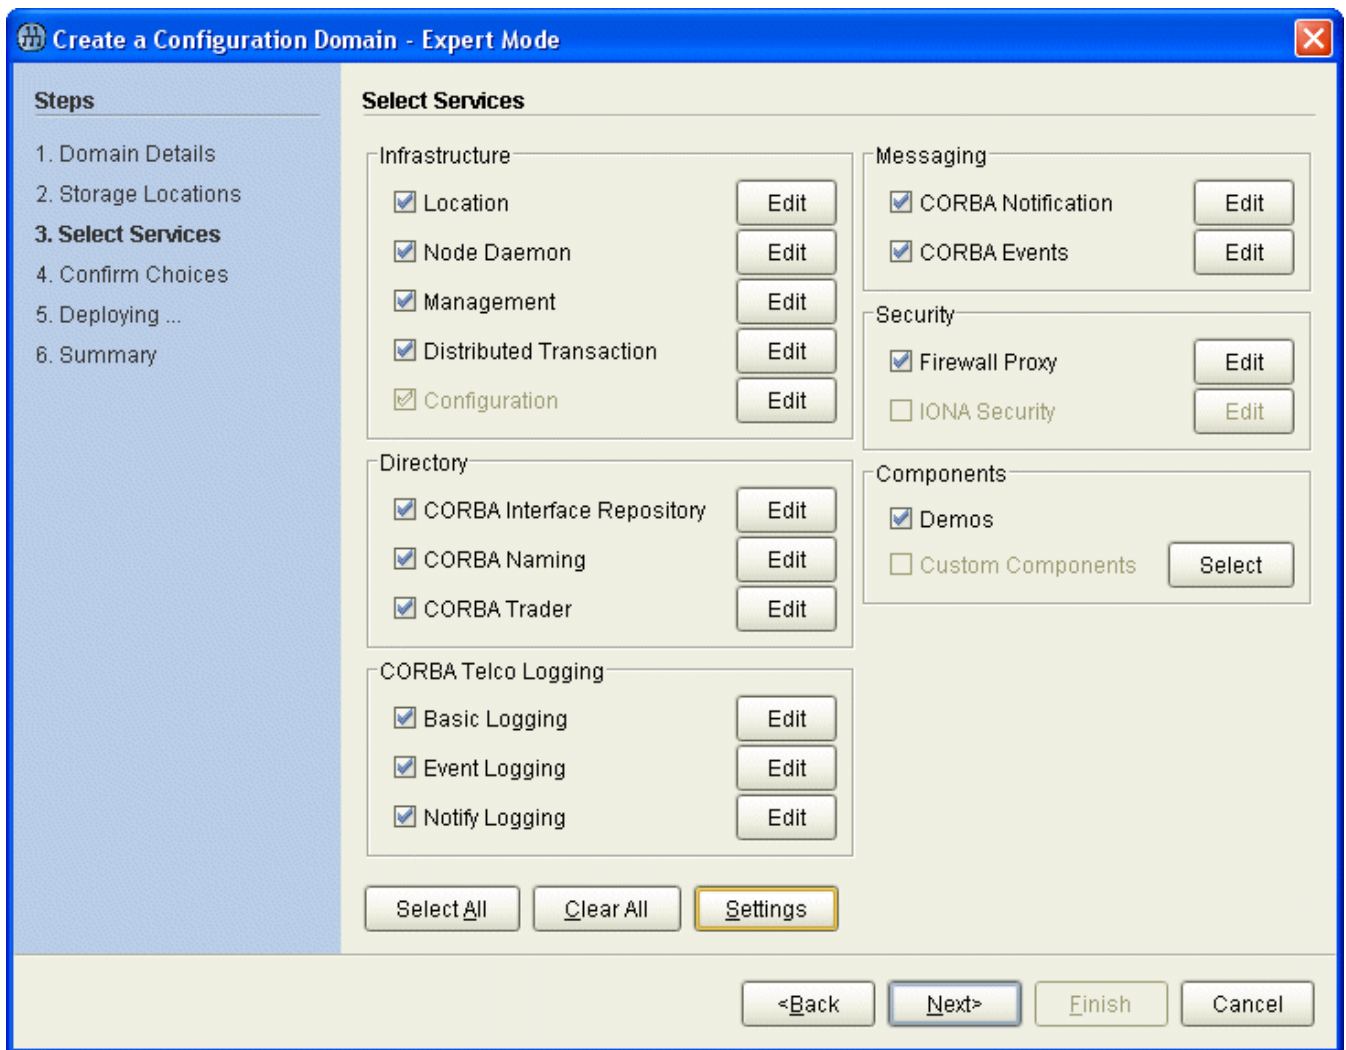 Create a Configuration Domain - Expert Mode
Steps
1. Domain Details
2. Storage Locations
3. Select Services
4. Confirm Choices
5. Deploying ...
6. Summary
Select Services
Infrastructure
Location Edit
Node Daemon Edit
Management Edit
Distributed Transaction Edit
Configuration Edit
Directory
CORBA Interface Repository Edit
CORBA Naming Edit
CORBA Trader Edit
CORBA Telco Logging
Basic Logging Edit
Event Logging Edit
Notify Logging Edit
Messaging
CORBA Notification Edit
CORBA Events Edit
Security
Firewall Proxy Edit
IONA Security Edit
Components
Demos
Custom Components Select
Select All Clear All Settings
<Back Next> Finish Cancel